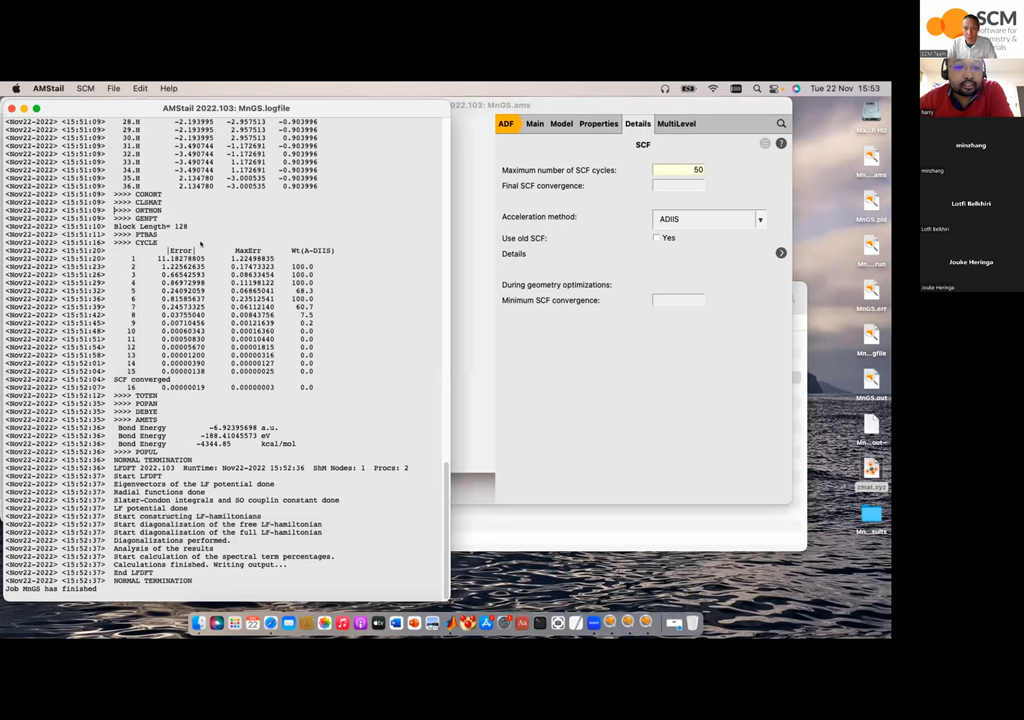 SCM
Software for
Chemistry &
Materials
SCM Team
harry
minzhang
minzhang
Lotfi Belkhiri
Lotfi Belkhiri
Jouke Heringa
Jouke Heringa
AMStail SCM File Edit Help
Tue 22 Nov 15:53
AMStail 2022.103: MnGS.logfile
022.103: MnGS.ams
<Nov22-2022> <15:51:09> 28.H -2.193995 -2.957513 -0.903996
<Nov22-2022> <15:51:09> 29.H -2.193995 2.957513 -0.903996
<Nov22-2022> <15:51:09> 30.H -2.193995 2.957513 0.903996
<Nov22-2022> <15:51:09> 31.H -3.490744 -1.172691 -0.903996
<Nov22-2022> <15:51:09> 32.H -3.490744 -1.172691 0.903996
<Nov22-2022> <15:51:09> 33.H -3.490744 1.172691 -0.903996
<Nov22-2022> <15:51:09> 34.H -3.490744 1.172691 0.903996
<Nov22-2022> <15:51:09> 35.H 2.134780 -3.000535 -0.903996
<Nov22-2022> <15:51:09> 36.H 2.134780 -3.000535 0.903996
<Nov22-2022> <15:51:09> >>>> CORORT
<Nov22-2022> <15:51:09> >>>> CLSMAT
<Nov22-2022> <15:51:09> >>>> ORTHON
<Nov22-2022> <15:51:09> >>>> GENPT
<Nov22-2022> <15:51:10> Block Length= 128
<Nov22-2022> <15:51:16> >>>> PTBAS
<Nov22-2022> <15:51:16> >>>> CYCLE
<Nov22-2022> <15:51:20> |Error| MaxErr Wt(A-DIIS)
<Nov22-2022> <15:51:20> 1 11.18278805 1.22498835
<Nov22-2022> <15:51:23> 2 1.22562635 0.17473323 100.0
<Nov22-2022> <15:51:26> 3 0.66542593 0.08633454 100.0
<Nov22-2022> <15:51:29> 4 0.86972998 0.11198122 100.0
<Nov22-2022> <15:51:32> 5 0.24092059 0.06865041 68.3
<Nov22-2022> <15:51:36> 6 0.81585637 0.23512541 100.0
<Nov22-2022> <15:51:39> 7 0.24573325 0.06112140 60.7
<Nov22-2022> <15:51:42> 8 0.03755040 0.00843756 7.5
<Nov22-2022> <15:51:45> 9 0.00710456 0.00121639 0.2
<Nov22-2022> <15:51:48> 10 0.00060343 0.00016360 0.0
<Nov22-2022> <15:51:51> 11 0.00050830 0.00010440 0.0
<Nov22-2022> <15:51:54> 12 0.00005670 0.00001815 0.0
<Nov22-2022> <15:51:58> 13 0.00001200 0.00000316 0.0
<Nov22-2022> <15:52:01> 14 0.00000390 0.00000127 0.0
<Nov22-2022> <15:52:04> 15 0.00000138 0.00000025 0.0
<Nov22-2022> <15:52:04> SCF converged
<Nov22-2022> <15:52:07> 16 0.00000019 0.00000003 0.0
<Nov22-2022> <15:52:12> >>>> TOTEN
<Nov22-2022> <15:52:35> >>>> POPAN
<Nov22-2022> <15:52:35> >>>> DEBYE
<Nov22-2022> <15:52:35> >>>> AMETS
<Nov22-2022> <15:52:36> Bond Energy -6.92395698 a.u.
<Nov22-2022> <15:52:36> Bond Energy -188.41045573 eV
<Nov22-2022> <15:52:36> Bond Energy -4344.85 kcal/mol
<Nov22-2022> <15:52:36> >>>> POPUL
<Nov22-2022> <15:52:36> NORMAL TERMINATION
<Nov22-2022> <15:52:36> LFDFT 2022.103 RunTime: Nov22-2022 15:52:36 ShM Nodes: 1 Procs: 2
<Nov22-2022> <15:52:36> Start LFDFT
<Nov22-2022> <15:52:37> Eigenvectors of the LF potential done
<Nov22-2022> <15:52:37> Radial functions done
<Nov22-2022> <15:52:37> Slater-Condon integrals and SO couplin constant done
<Nov22-2022> <15:52:37> LF potential done
<Nov22-2022> <15:52:37> Start constructing LF-hamiltonians
<Nov22-2022> <15:52:37> Start diagonalization of the free LF-hamiltonian
<Nov22-2022> <15:52:37> Start diagonalization of the full LF-hamiltonian
<Nov22-2022> <15:52:37> Diagonalizations performed.
<Nov22-2022> <15:52:37> Analysis of the results
<Nov22-2022> <15:52:37> Start calculation of the spectral term percentages.
<Nov22-2022> <15:52:37> Calculations finished. Writing output...
<Nov22-2022> <15:52:37> End LFDFT
<Nov22-2022> <15:52:37> NORMAL TERMINATION
Job MnGS has finished
ADF Main Model Properties Details MultiLevel
SCF
Maximum number of SCF cycles: 50
Final SCF convergence:
Acceleration method: ADIIS
Use old SCF: Yes
Details
During geometry optimizations:
Minimum SCF convergence:
Ma...h HD
Mn....ams
MnGS.pid
Mn....run
MnGS.err
Mn...gfile
MnGS.out
zmat.xyz